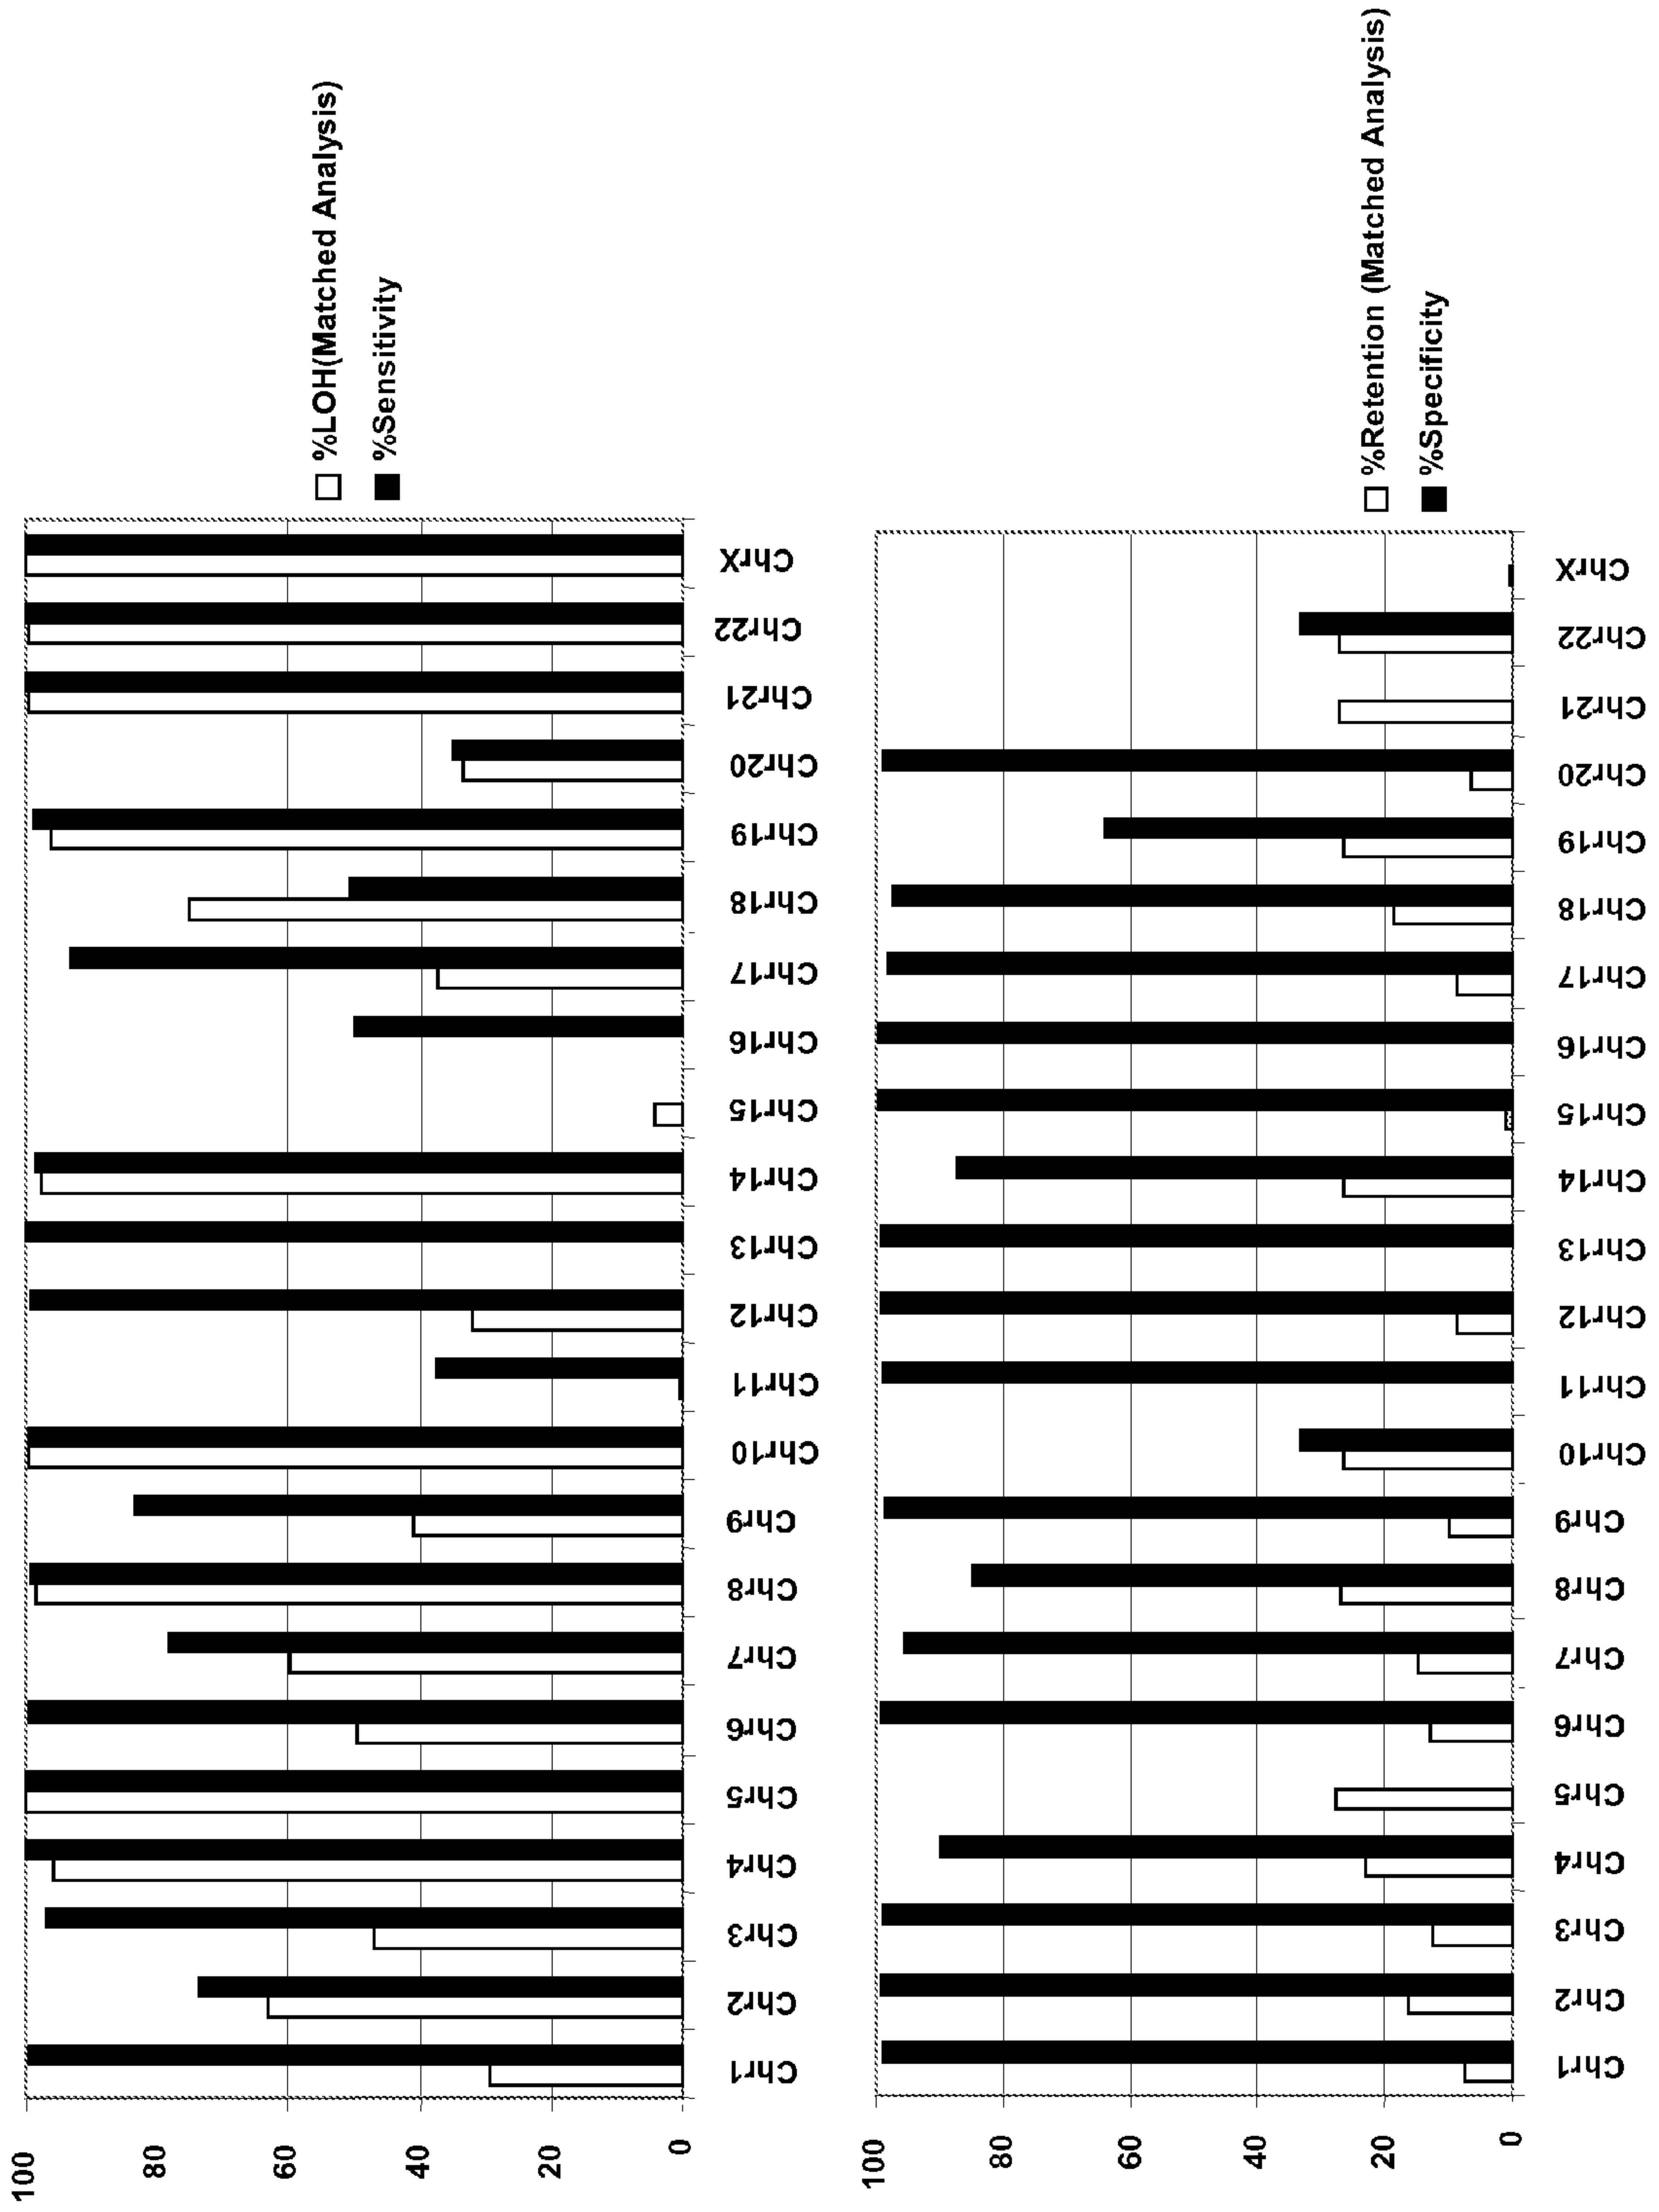 100
80
60
40
20
0
Chr1
Chr2
Chr3
Chr4
Chr5
Chr6
Chr7
Chr8
Chr9
Chr10
Chr11
Chr12
Chr13
Chr14
Chr15
Chr16
Chr17
Chr18
Chr19
Chr20
Chr21
Chr22
ChrX
%LOH(Matched Analysis)
%Sensitivity
100
80
60
40
20
0
Chr1
Chr2
Chr3
Chr4
Chr5
Chr6
Chr7
Chr8
Chr9
Chr10
Chr11
Chr12
Chr13
Chr14
Chr15
Chr16
Chr17
Chr18
Chr19
Chr20
Chr21
Chr22
ChrX
%Retention (Matched Analysis)
%Specificity